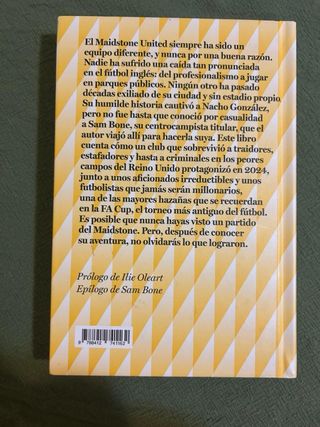 El Maidstone United siempre ha sido un
equipo diferente, y nunca por una buena razón.
Nadie ha sufrido una caída tan pronunciada
en el fútbol inglés: del profesionalismo a jugar
en parques públicos. Ningún otro ha pasado
décadas exiliado de su ciudad y sin estadio propio.
Su humilde historia cautivó a Nacho González,
pero no fue hasta que conoció por casualidad
a Sam Bone, su centrocampista titular, que el
autor viajó allí para hacerla suya. Este libro
cuenta cómo un club que sobrevivió a traidores,
estafadores y hasta a criminales en los peores
campos del Reino Unido protagonizó en 2024,
junto a unos aficionados irreductibles y unos
futbolistas que jamás serán millonarios,
una de las mayores hazañas que se recuerdan
en la FA Cup, el torneo más antiguo del fútbol.
Es posible que nunca hayas visto un partido
del Maidstone. Pero, después de conocer
su aventura, no olvidarás lo que lograron.
Prólogo de Ilie Oleart
Epílogo de Sam Bone
9 788412 741162